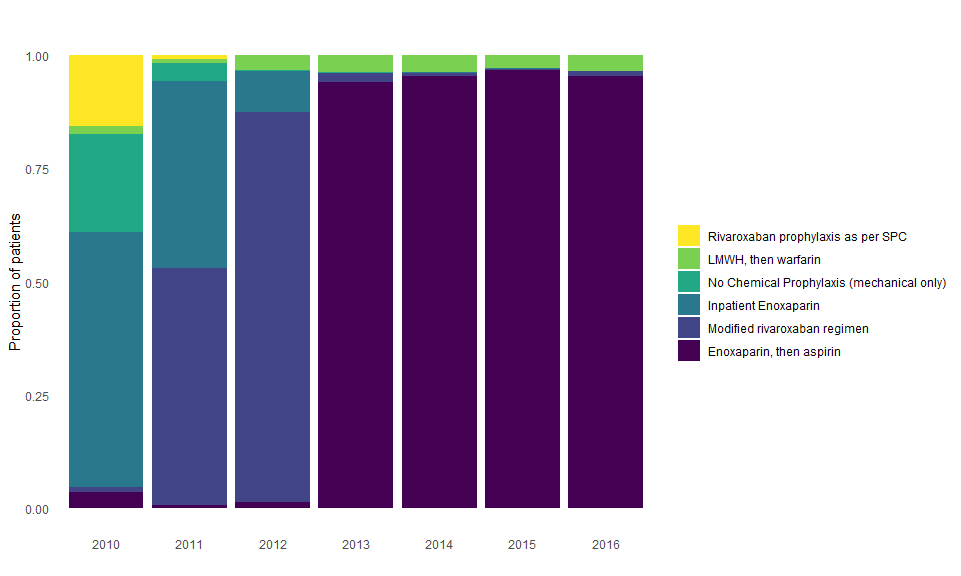 1.00
0.75
0.50
0.25
0.00
Proportion of patients
2010
2011
2012
2013
2014
2015
2016
Rivaroxaban prophylaxis as per SPC
LMWH, then warfarin
No Chemical Prophylaxis (mechanical only)
Inpatient Enoxaparin
Modified rivaroxaban regimen
Enoxaparin, then aspirin